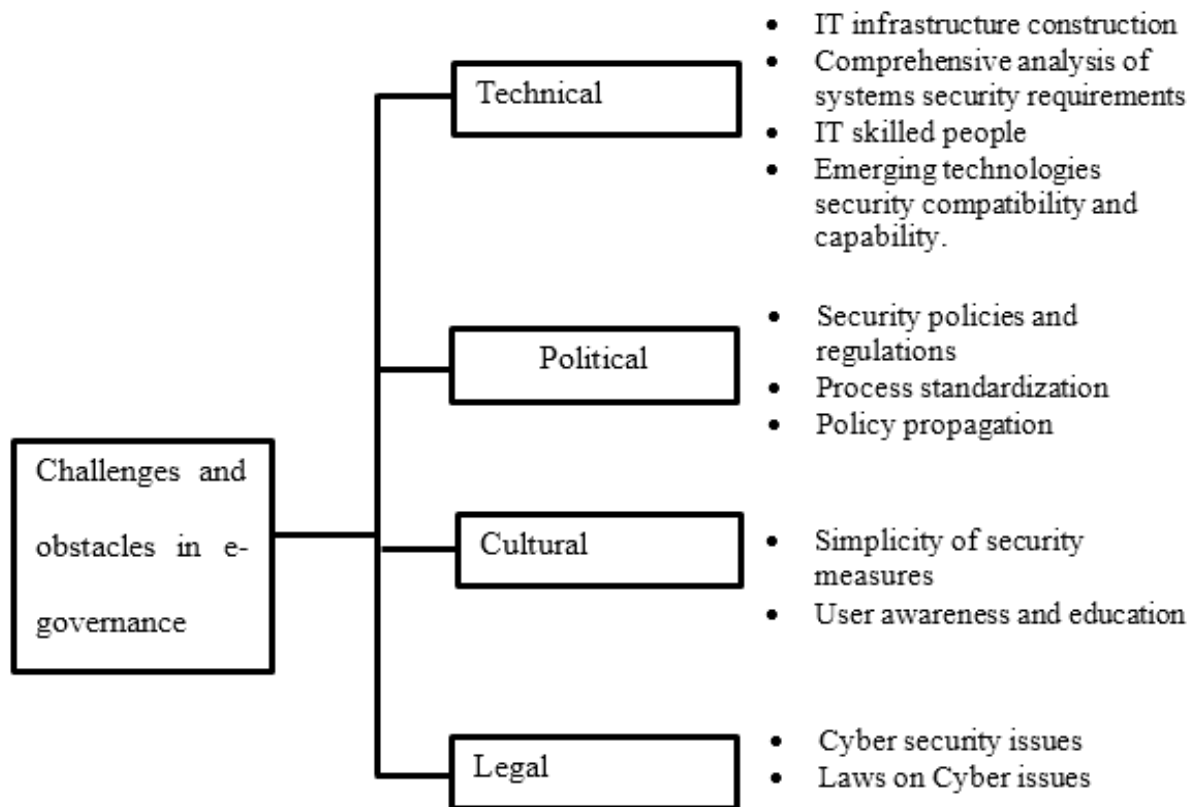 Challenges and
obstacles in e-
governance
Technical
• IT infrastructure construction
• Comprehensive analysis of
systems security requirements
• IT skilled people
• Emerging technologies
security compatibility and
capability.
Political
• Security policies and
regulations
• Process standardization
• Policy propagation
Cultural
• Simplicity of security
measures
• User awareness and education
Legal
• Cyber security issues
• Laws on Cyber issues